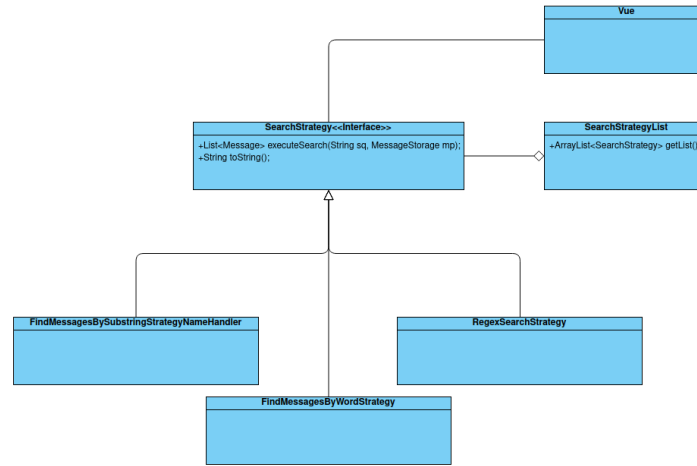 Vue
SearchStrategy<<Interface>>
+List<Message> executeSearch(String sq, MessageStorage mp);
+String toString();
SearchStrategyList
+ArrayList<SearchStrategy> getList()
FindMessagesBySubstringStrategyNameHandler
RegexSearchStrategy
FindMessagesByWordStrategy